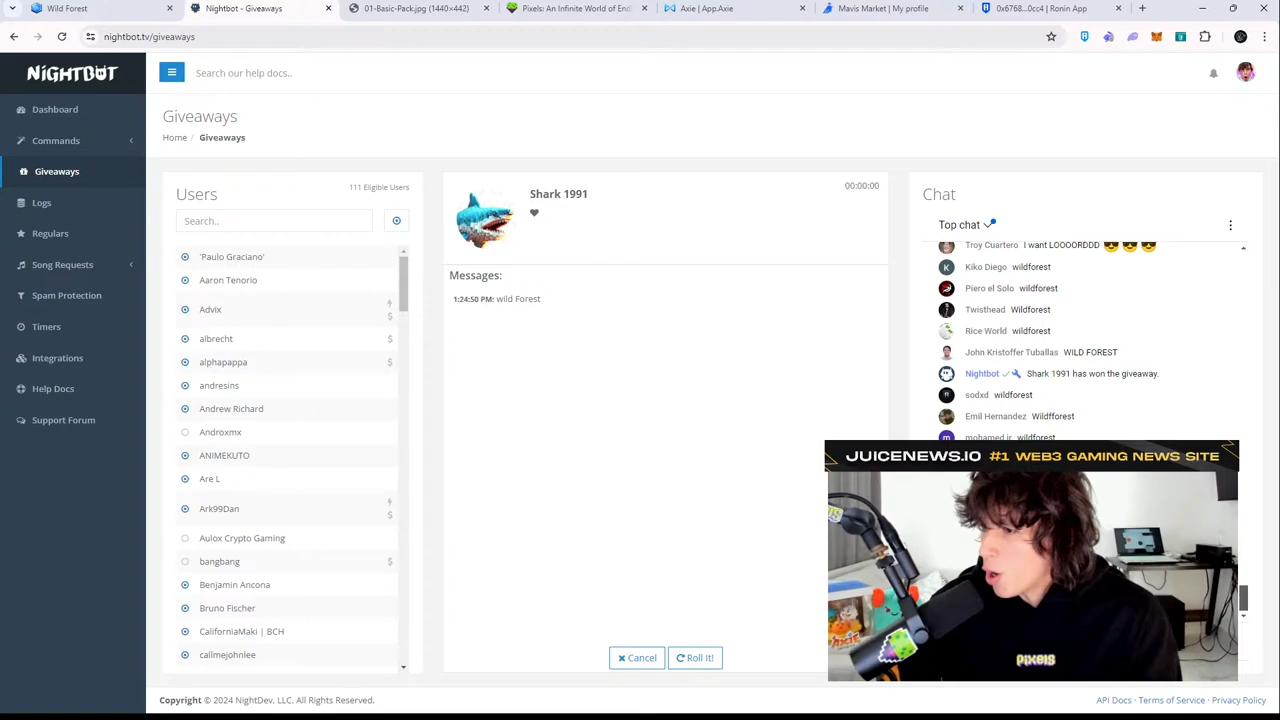 Wild Forest
Nightbot - Giveaways
01-Basic-Pack.jpg (1440×442)
Pixels: An Infinite World of End
Axie | App.Axie
Mavis Market | My profile
0x6768...0cc4 | Ronin App
nightbot.tv/giveaways
NIGHTBOT
Search our help docs..
Dashboard
Commands
Giveaways
Logs
Regulars
Song Requests
Spam Protection
Timers
Integrations
Help Docs
Support Forum
Giveaways
Home / Giveaways
Users
111 Eligible Users
Search..
'Paulo Graciano'
Aaron Tenorio
Advix
$
albrecht $
alphapappa $
andresins
Andrew Richard
Androxmx
ANIMEKUTO
Are L
Ark99Dan
$
Aulox Crypto Gaming
bangbang $
Benjamin Ancona
Bruno Fischer
CaliforniaMaki | BCH
callmejohnlee
Shark 1991
00:00:00
Messages:
1:24:50 PM: wild Forest
Cancel
Roll It!
Chat
Top chat
Troy Cuartero I want LOOOORDDD
K Kiko Diego wildforest
Piero el Solo wildforest
Twisthead Wildforest
Rice World wildforest
John Kristoffer Tuballas WILD FOREST
Nightbot Shark 1991 has won the giveaway.
sodxd wildforest
Emil Hernandez Wildfforest
m mohamed jr wildforest
JUICENEWS.IO #1 WEB3 GAMING NEWS SITE
pixels
Copyright © 2024 NightDev, LLC. All Rights Reserved.
API Docs · Terms of Service · Privacy Policy